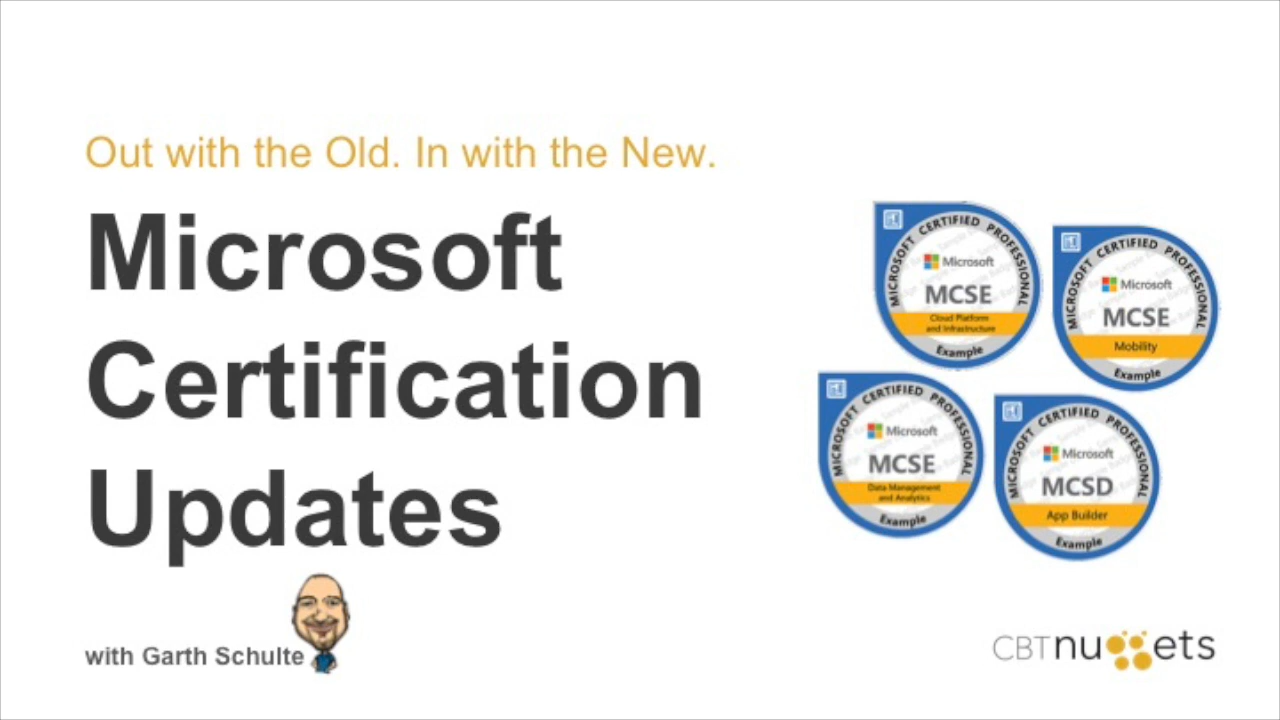 Out with the Old. In with the New.
Microsoft
Certification
Updates
with Garth Schulte
MICROSOFT CERTIFIED PROFESSIONAL
Microsoft
MCSE
Cloud Platform
and Infrastructure
Example
MICROSOFT CERTIFIED PROFESSIONAL
Microsoft
MCSE
Mobility
Example
MICROSOFT CERTIFIED PROFESSIONAL
Microsoft
MCSE
Data Management
and Analytics
Example
MICROSOFT CERTIFIED PROFESSIONAL
Microsoft
MCSD
App Builder
Example
CBTnuggets